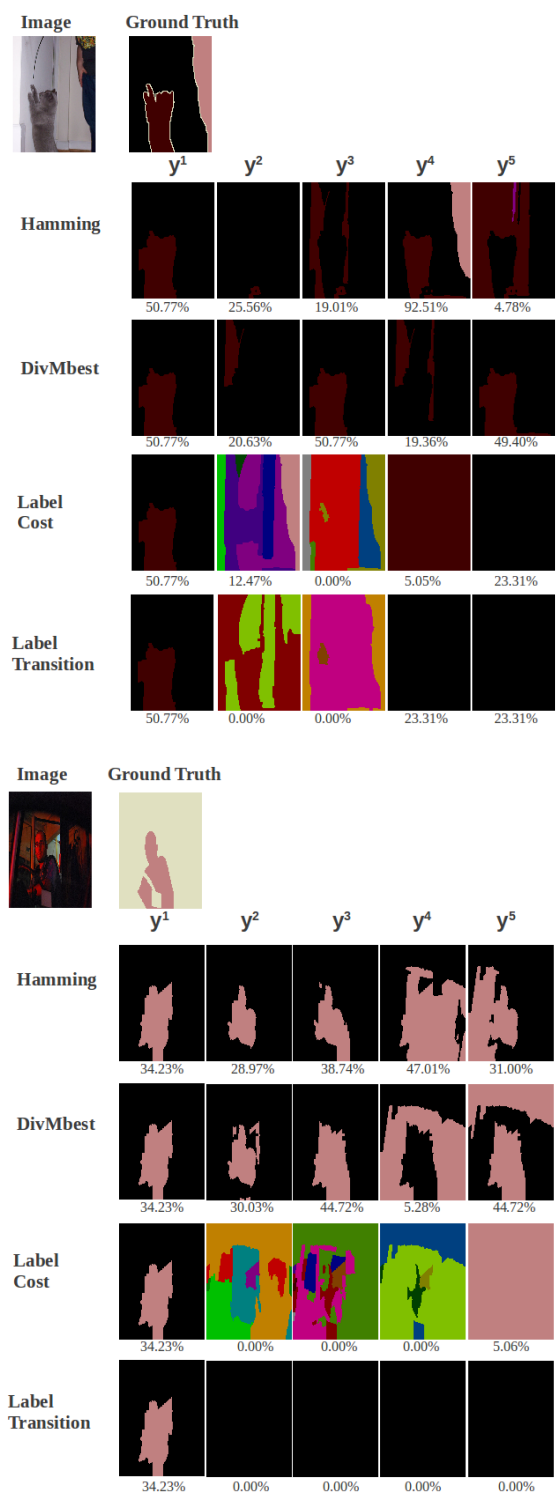 Image Ground Truth
y1 y2 y3 y4 y5
Hamming
50.77% 25.56% 19.01% 92.51% 4.78%
DivMbest
50.77% 20.63% 50.77% 19.36% 49.40%
Label
Cost
50.77% 12.47% 0.00% 5.05% 23.31%
Label
Transition
50.77% 0.00% 0.00% 23.31% 23.31%
Image Ground Truth
y1 y2 y3 y4 y5
Hamming
34.23% 28.97% 38.74% 47.01% 31.00%
DivMbest
34.23% 30.03% 44.72% 5.28% 44.72%
Label
Cost
34.23% 0.00% 0.00% 0.00% 5.06%
Label
Transition
34.23% 0.00% 0.00% 0.00% 0.00%